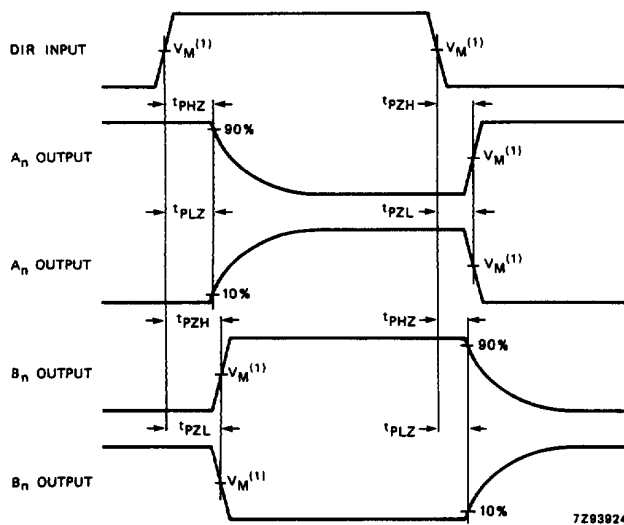 DIR INPUT
V_M(1)
V_M(1)
t_PHZ
t_PZH
90%
A_n OUTPUT
V_M(1)
t_PLZ
t_PZL
A_n OUTPUT
V_M(1)
10%
t_PZH
t_PHZ
90%
B_n OUTPUT
V_M(1)
t_PZL
t_PLZ
B_n OUTPUT
V_M(1)
10%
7Z93924